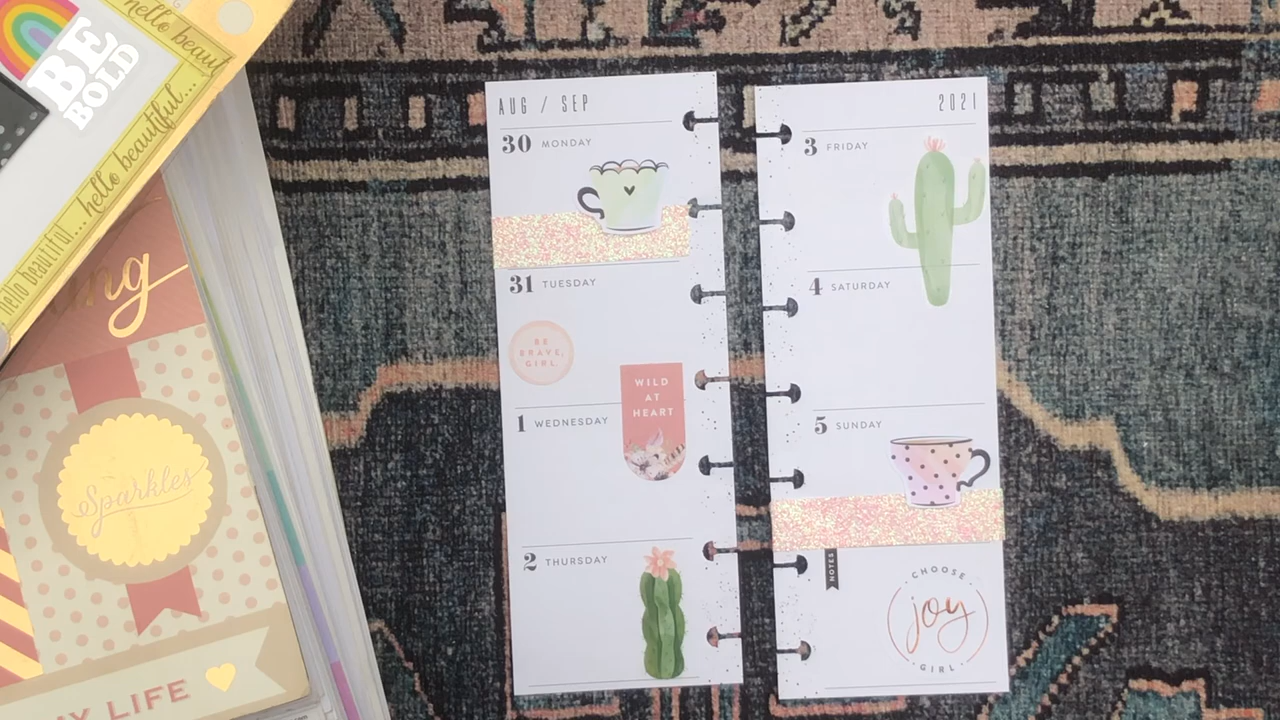 hello beaut
BE
BOLD
hello beautiful...
hello beautiful...
ng
Sparkles
MY LIFE
AUG / SEP
30 MONDAY
31 TUESDAY
BE
BRAVE,
GIRL
WILD
AT
HEART
1 WEDNESDAY
2 THURSDAY
2021
3 FRIDAY
4 SATURDAY
5 SUNDAY
NOTES
CHOOSE
joy
GIRL